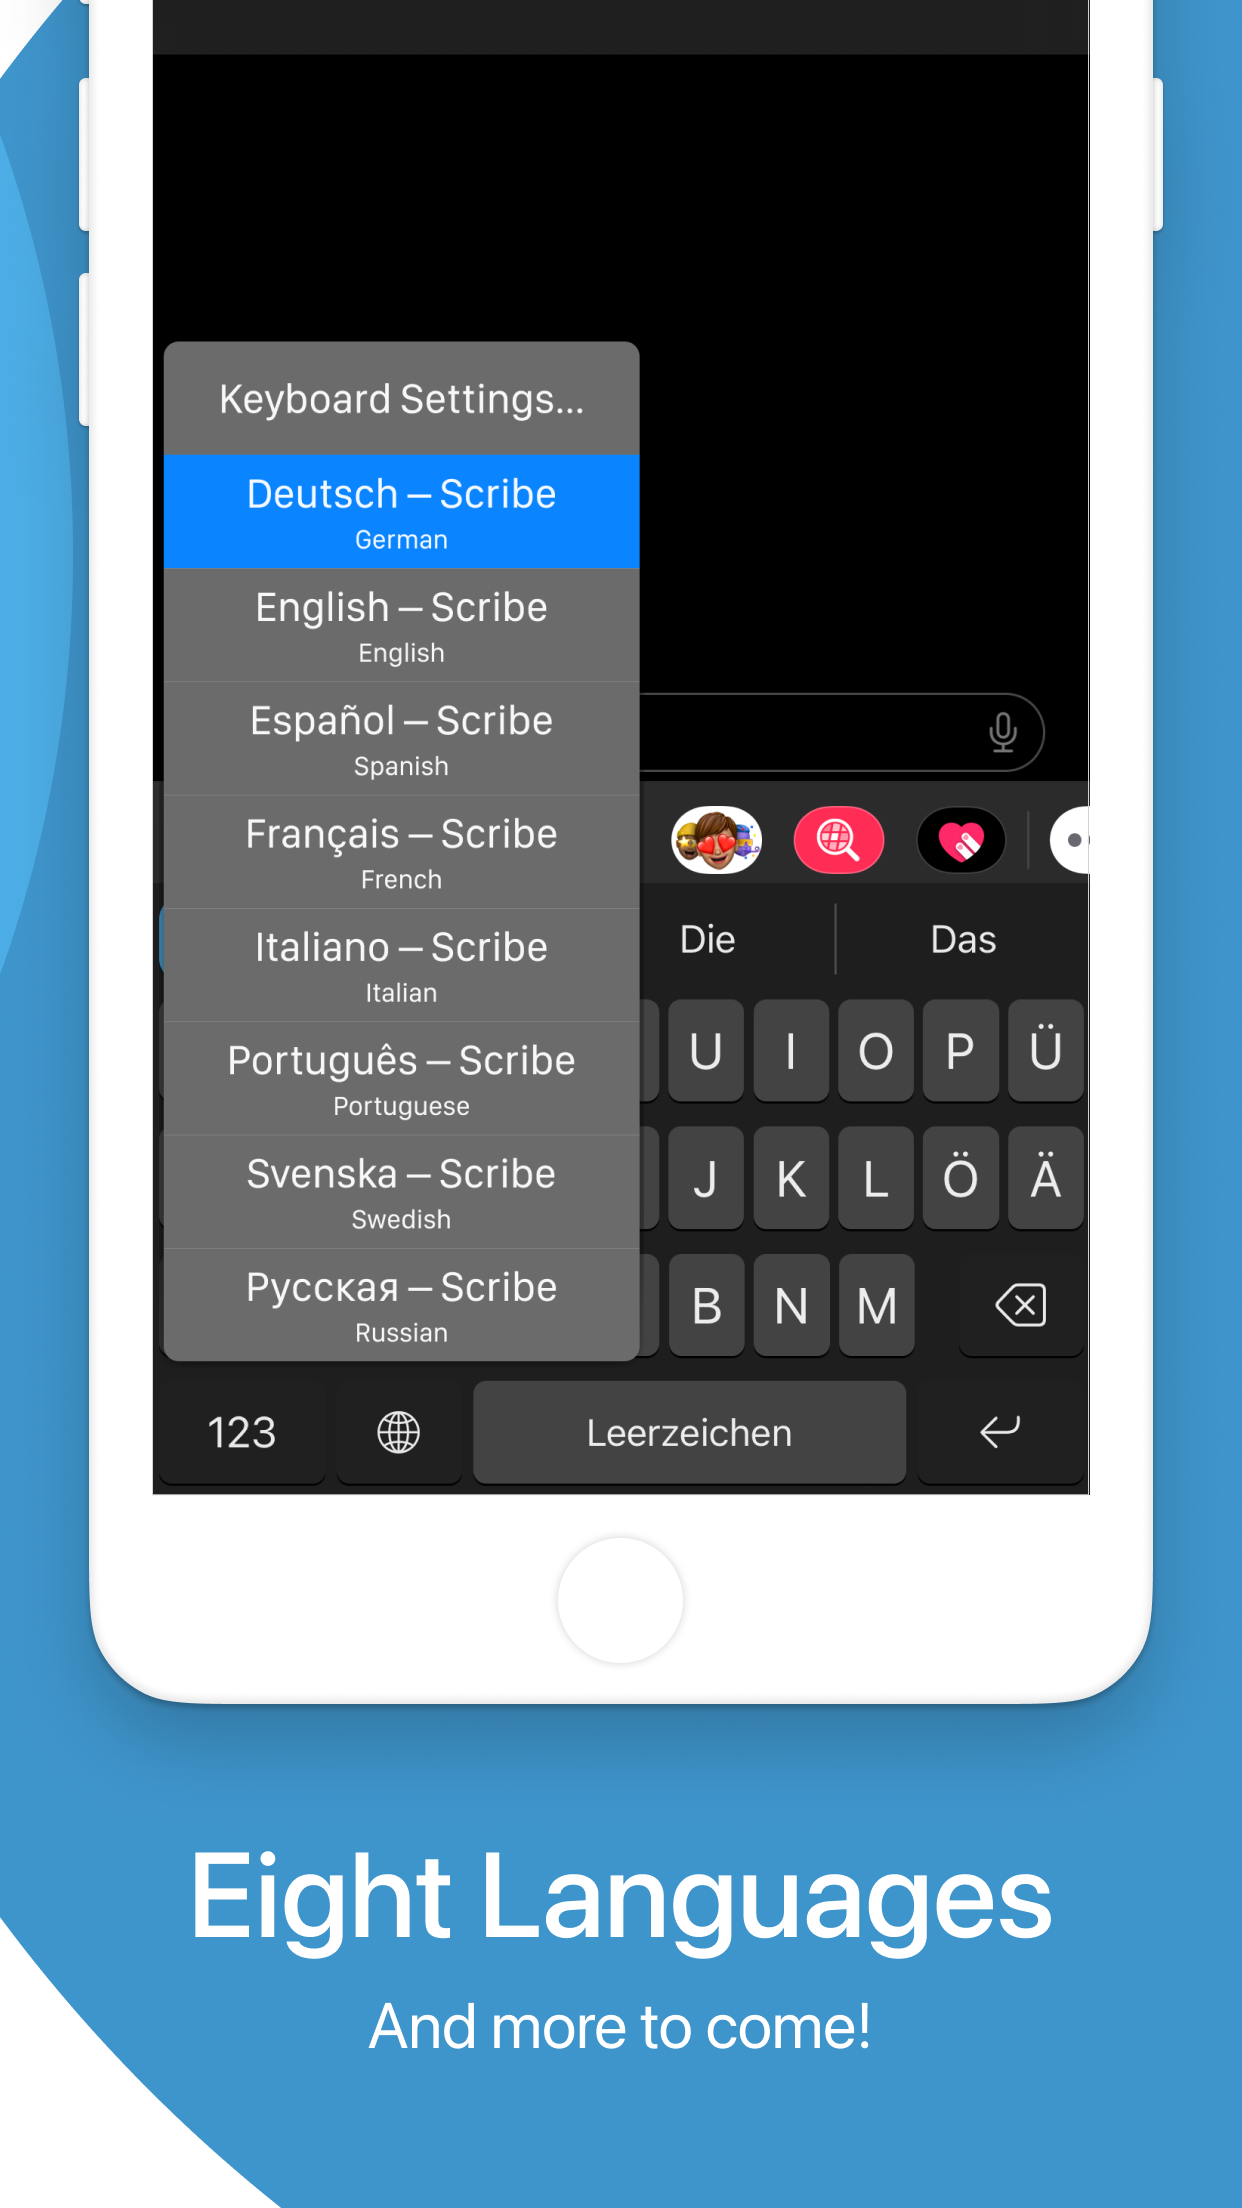 Keyboard Settings...
Deutsch – Scribe
German
English – Scribe
English
Español – Scribe
Spanish
Français – Scribe
French
Italiano – Scribe
Italian
Português – Scribe
Portuguese
Svenska – Scribe
Swedish
Русская – Scribe
Russian
Die Das
U I O P Ü
J K L Ö Ä
B N M
123 Leerzeichen
Eight Languages
And more to come!